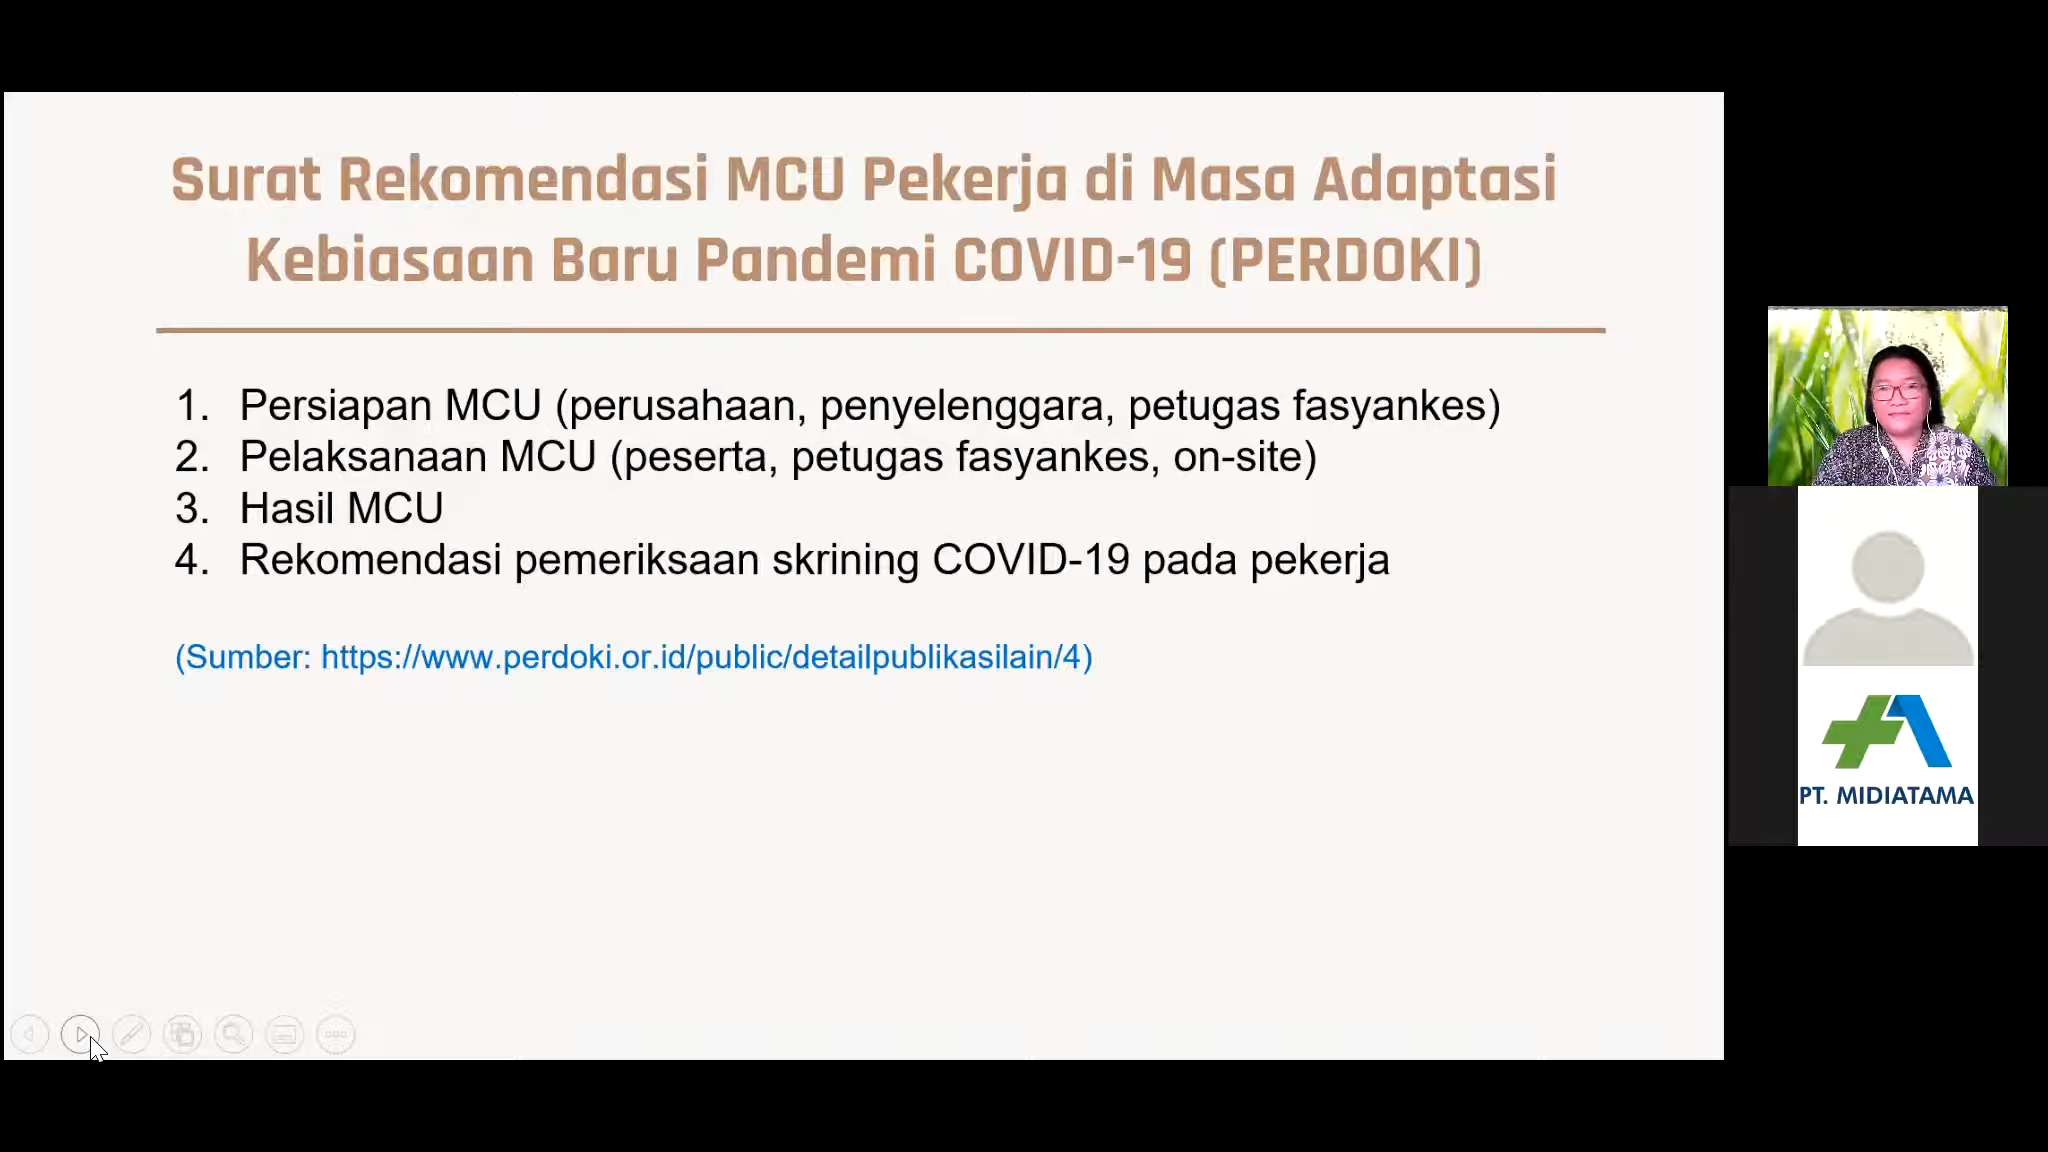 Surat Rekomendasi MCU Pekerja di Masa Adaptasi
Kebiasaan Baru Pandemi COVID-19 (PERDOKI)
1. Persiapan MCU (perusahaan, penyelenggara, petugas fasyankes)
2. Pelaksanaan MCU (peserta, petugas fasyankes, on-site)
3. Hasil MCU
4. Rekomendasi pemeriksaan skrining COVID-19 pada pekerja
(Sumber: https://www.perdoki.or.id/public/detailpublikasilain/4)
PT. MIDIATAMA